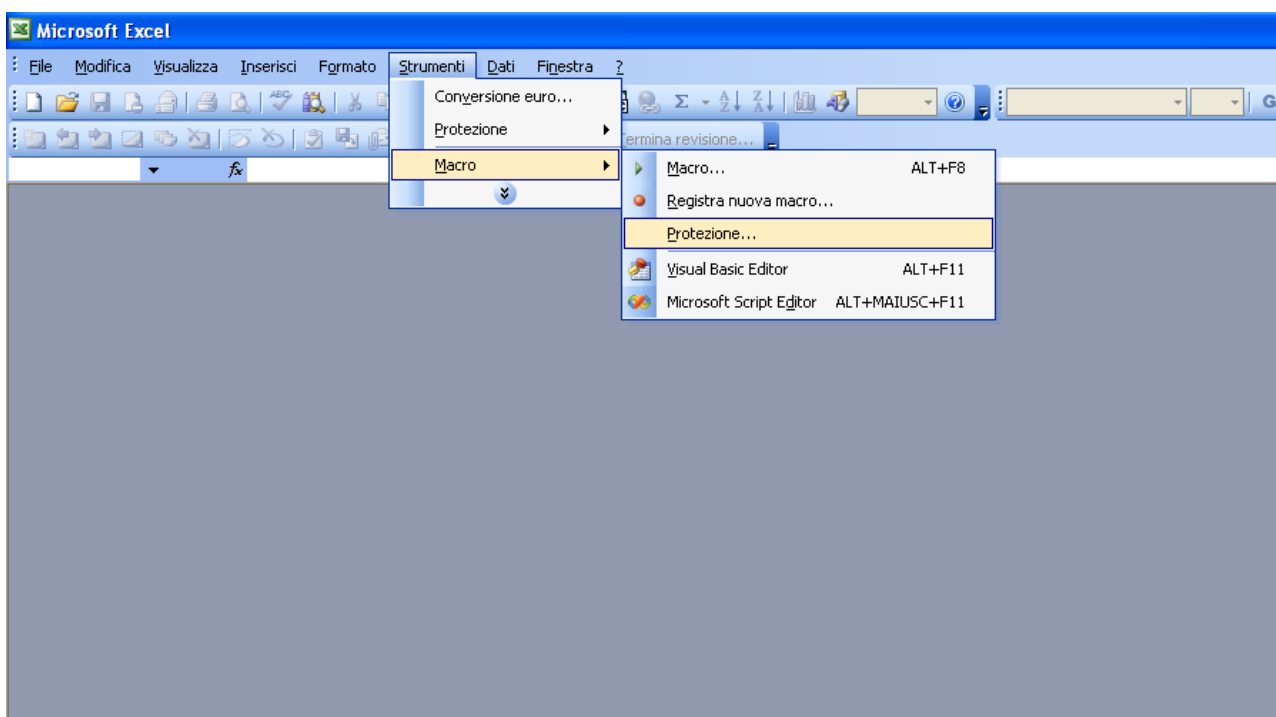 Microsoft Excel
File Modifica Visualizza Inserisci Formato Strumenti Dati Finestra ?
Conversione euro...
Protezione
Termina revisione...
Macro
Macro... ALT+F8
Registra nuova macro...
Protezione...
Visual Basic Editor ALT+F11
Microsoft Script Editor ALT+MAIUSC+F11